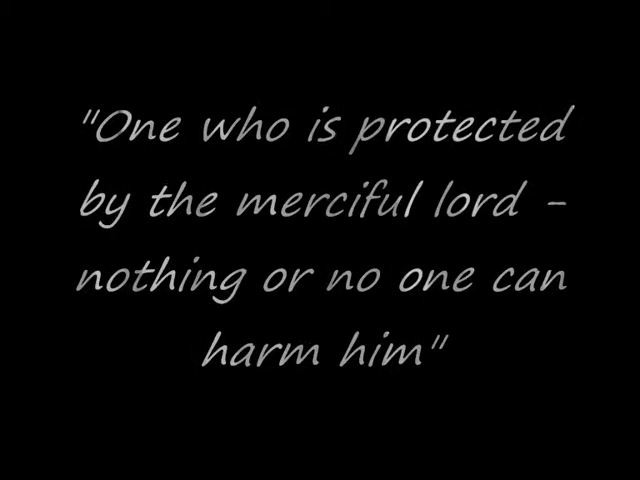 "One who is protected
by the merciful lord -
nothing or no one can
harm him"